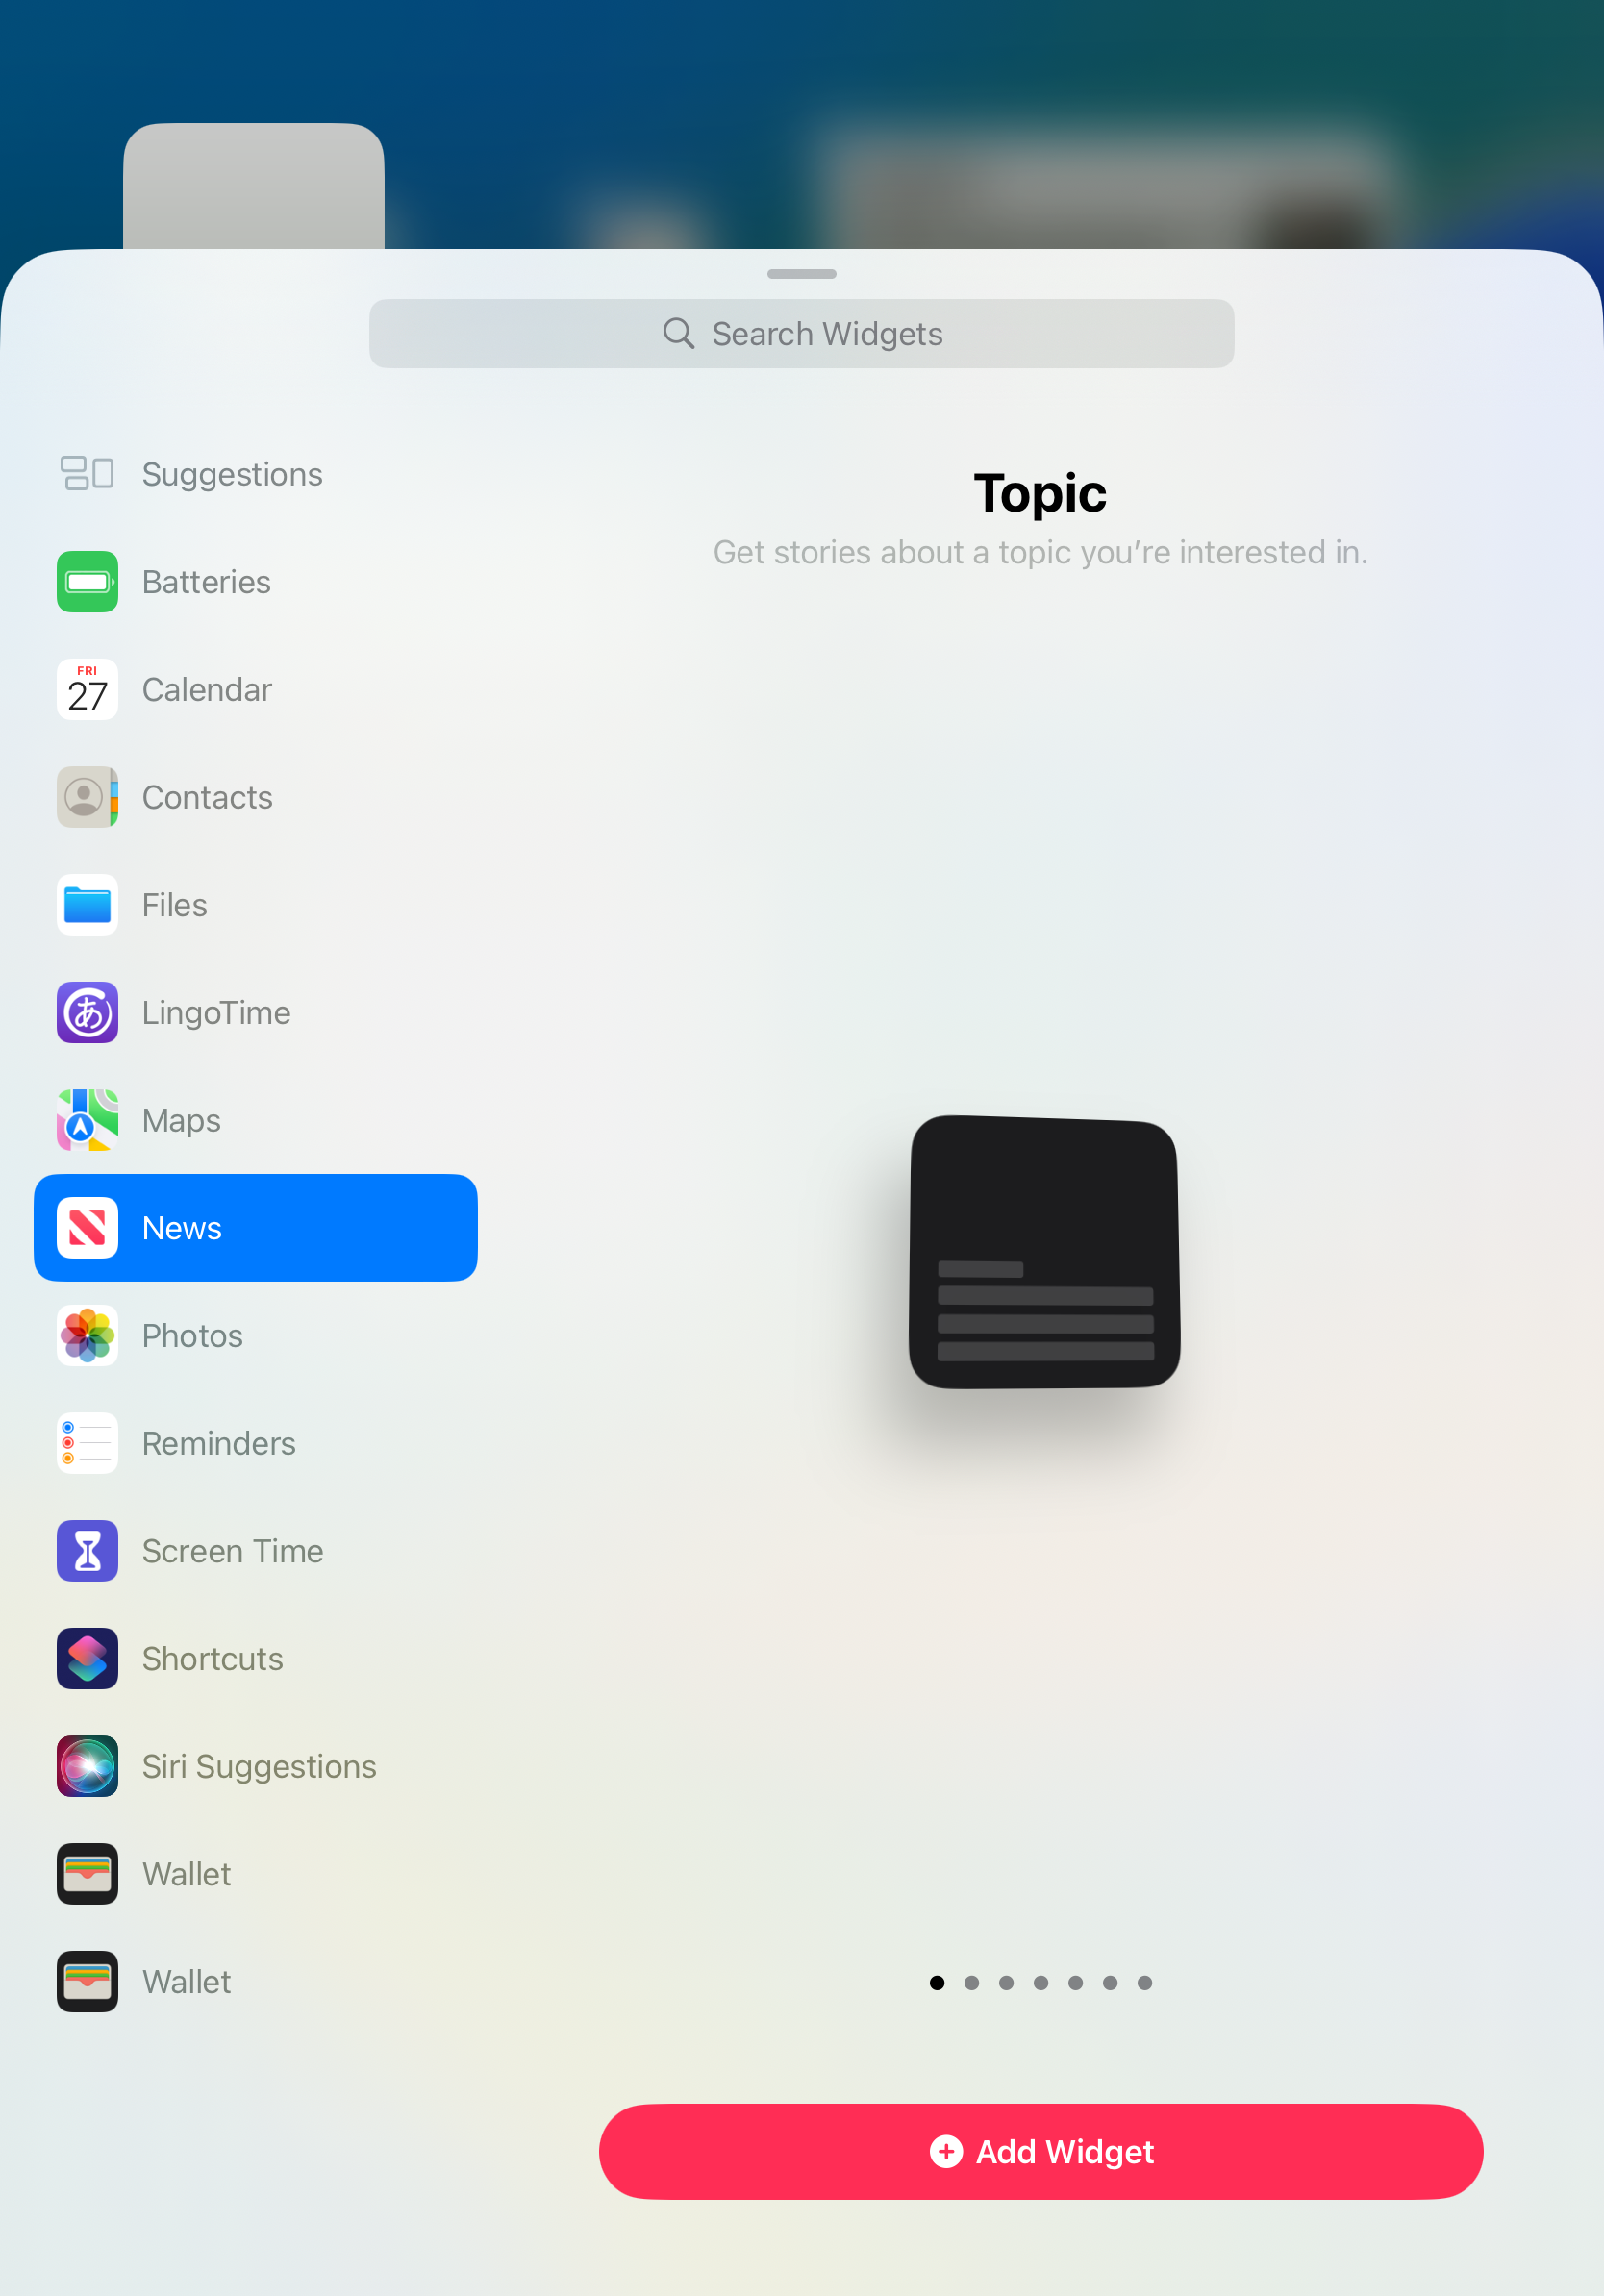 Search Widgets
Suggestions
Batteries
FRI
27
Calendar
Contacts
Files
あ
LingoTime
Maps
News
Photos
Reminders
Screen Time
Shortcuts
Siri Suggestions
Wallet
Wallet
Topic
Get stories about a topic you’re interested in.
Add Widget